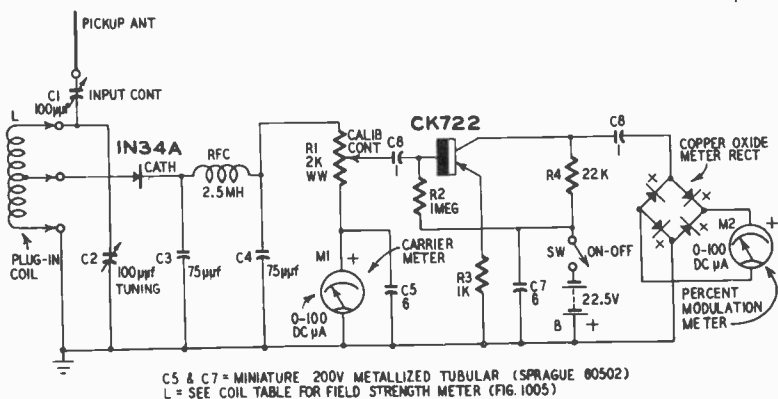 PICKUP ANT
C1
100µµf
INPUT CONT
L
IN34A
CATH
RFC
2.5MH
PLUG-IN
COIL
C2
100µµf
TUNING
C3
75µµf
C4
75µµf
R1
2K
WW
CALIB
CONT
C8
1
CK722
R2
1MEG
M1
+
CARRIER
METER
0-100
DC µA
C5
6
R3
1K
C7
6
R4
22K
SW
ON-OFF
22.5V
B
+
C8
1
COPPER OXIDE
METER RECT
X
X
X
X
M2
+
0-100
DC µA
PERCENT
MODULATION
METER
C5 & C7 = MINIATURE 200V METALLIZED TUBULAR (SPRAGUE 60502)
L = SEE COIL TABLE FOR FIELD STRENGTH METER (FIG. 1005)